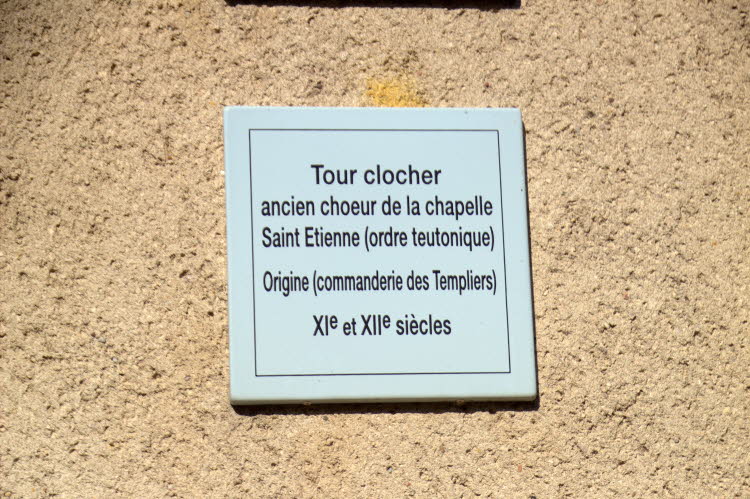 Tour clocher
ancien choeur de la chapelle
Saint Etienne (ordre teutonique)
Origine (commanderie des Templiers)
XIe et XIIe siècles